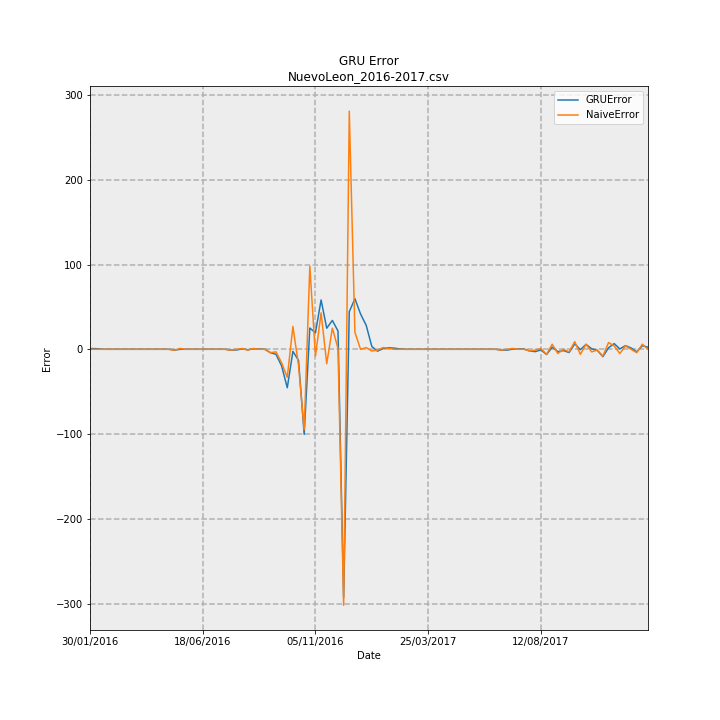 GRU Error
NuevoLeon_2016-2017.csv
GRUError
NaiveError
300
200
100
0
−100
−200
−300
Error
30/01/2016
18/06/2016
05/11/2016
25/03/2017
12/08/2017
Date